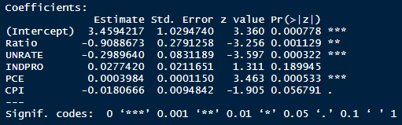 Coefficients:
Estimate Std. Error z value Pr(>|z|)
(Intercept) 3.4594217 1.0294740 3.360 0.000778 ***
Ratio -0.9088673 0.2791258 -3.256 0.001129 **
UNRATE -0.2989640 0.0831189 -3.597 0.000322 ***
INDPRO 0.0277420 0.0211651 1.311 0.189945
PCE 0.0003984 0.0001150 3.463 0.000533 ***
CPI -0.0180666 0.0094842 -1.905 0.056791 .
---
Signif. codes: 0 ‘***’ 0.001 ‘**’ 0.01 ‘*’ 0.05 ‘.’ 0.1 ‘ ’ 1